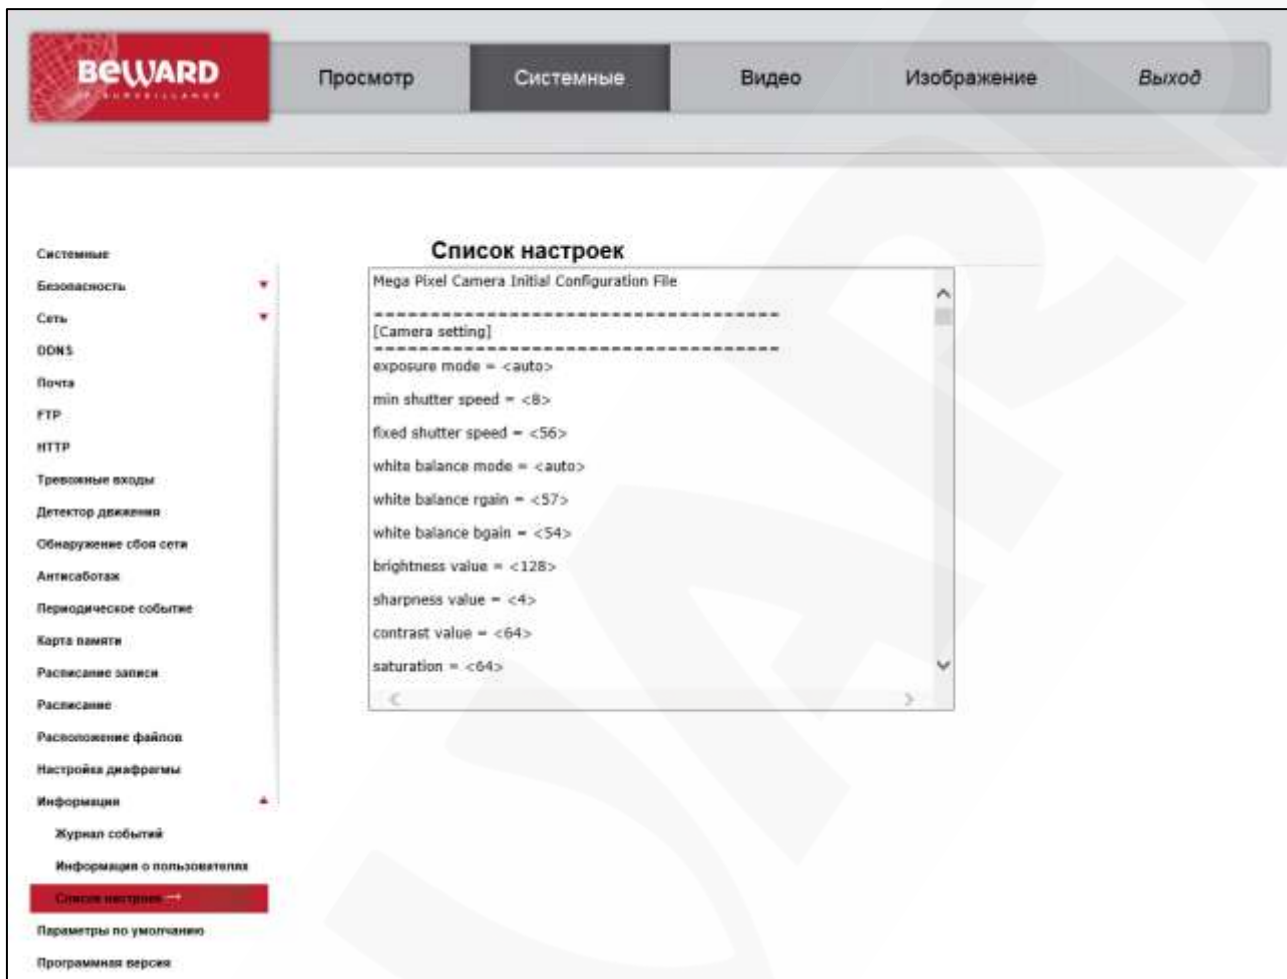 BEWARD
IP SURVEILLANCE
Просмотр
Системные
Видео
Изображение
Выход
Системные
Безопасность
Сеть
DDNS
Почта
FTP
HTTP
Тревожные входы
Детектор движения
Обнаружение сбоя сети
Антисаботаж
Периодическое событие
Карта памяти
Расписание записи
Расписание
Расположение файлов
Настройка диафрагмы
Информация
Журнал событий
Информация о пользователях
Список настроек →
Параметры по умолчанию
Программная версия
Список настроек
Mega Pixel Camera Initial Configuration File
=====================================
[Camera setting]
=====================================
exposure mode = <auto>
min shutter speed = <8>
fixed shutter speed = <56>
white balance mode = <auto>
white balance rgain = <57>
white balance bgain = <54>
brightness value = <128>
sharpness value = <4>
contrast value = <64>
saturation = <64>